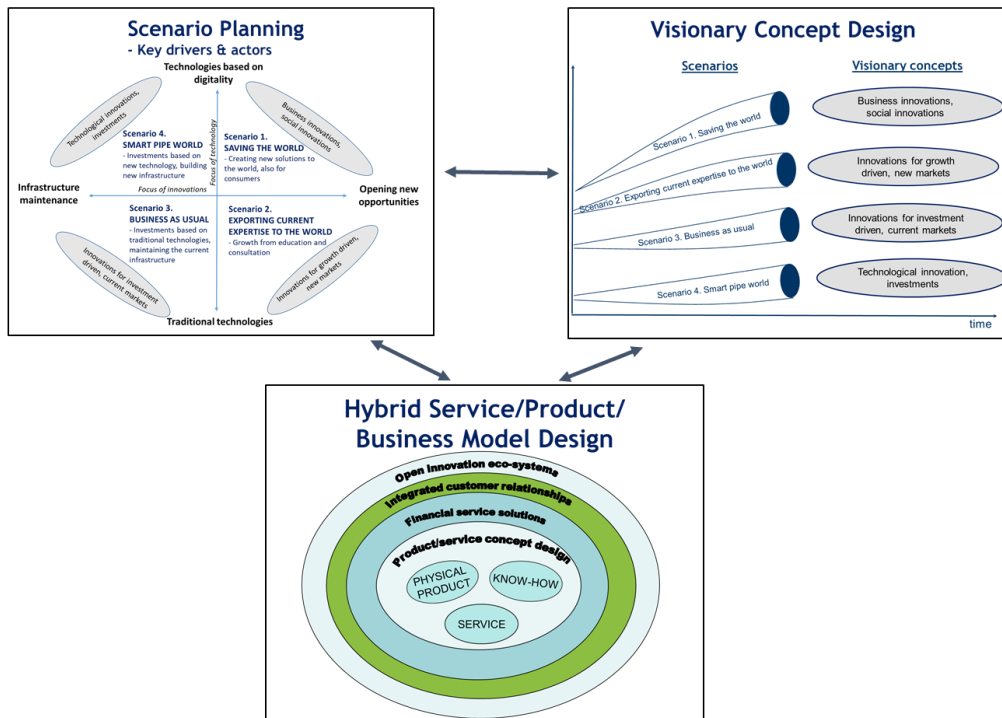 Scenario Planning
- Key drivers & actors
Technologies based on
digitality
Technological innovations,
investments
Business innovations,
social innovations
Focus of technology
Scenario 4.
SMART PIPE WORLD
- Investments based on
new technology, building
new infrastructure
Scenario 1.
SAVING THE WORLD
- Creating new solutions to
the world, also for
consumers
Infrastructure
maintenance
Focus of innovations
Opening new
opportunities
Scenario 3.
BUSINESS AS USUAL
- Investments based on
traditional technologies,
maintaining the current
infrastructure
Scenario 2.
EXPORTING CURRENT
EXPERTISE TO THE WORLD
- Growth from education and
consultation
Innovations for investment
driven, current markets
Innovations for growth driven,
new markets
Traditional technologies
Visionary Concept Design
Scenarios
Visionary concepts
Scenario 1. Saving the world
Business innovations,
social innovations
Scenario 2. Exporting current expertise to the world
Innovations for growth
driven, new markets
Scenario 3. Business as usual
Innovations for investment
driven, current markets
Scenario 4. Smart pipe world
Technological innovation,
investments
time
Hybrid Service/Product/
Business Model Design
Open innovation eco-systems
Integrated customer relationships
Financial service solutions
Product/service concept design
PHYSICAL
PRODUCT
KNOW-HOW
SERVICE